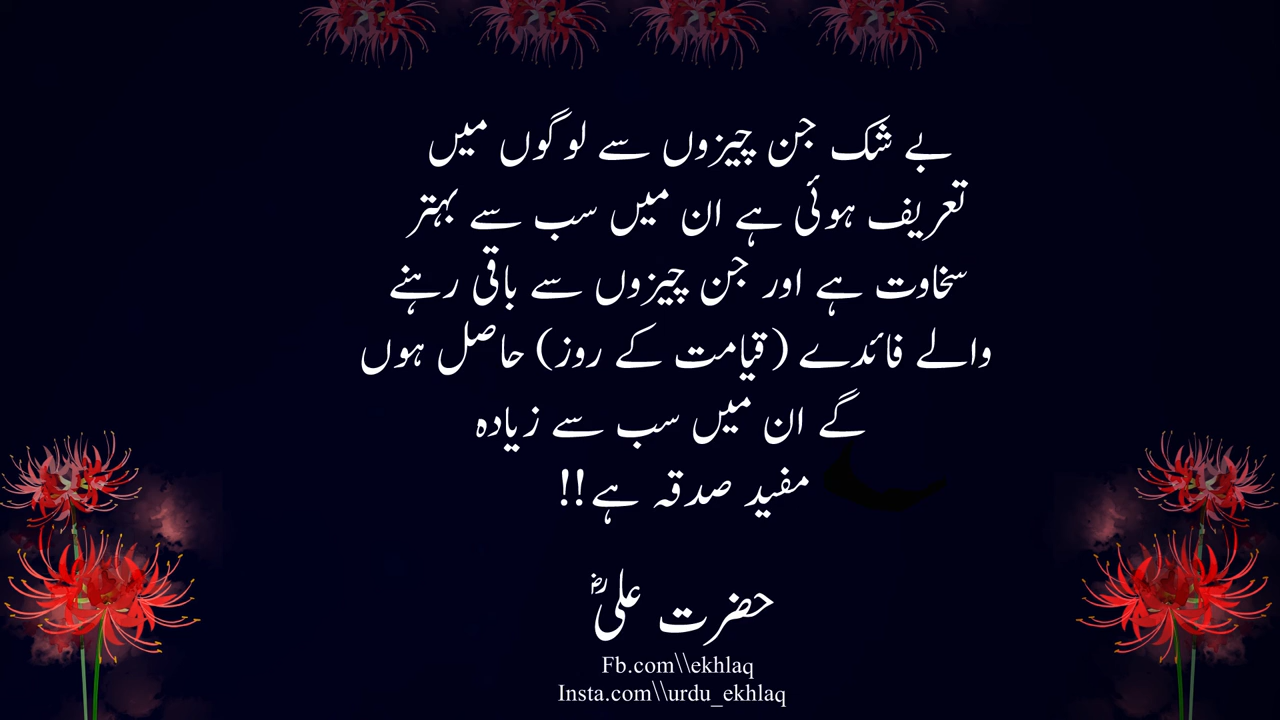 بے شک جن چیزوں سے لوگوں میں
تعریف ہوئی ہے ان میں سب سے بہتر
سخاوت ہے اور جن چیزوں سے باقی رہنے
والے فائدے (قیامت کے روز) حاصل ہوں
گے ان میں سب سے زیادہ
مفید صدقہ ہے!!
حضرت علیؓ
Fb.com\\ekhlaq
Insta.com\\urdu_ekhlaq